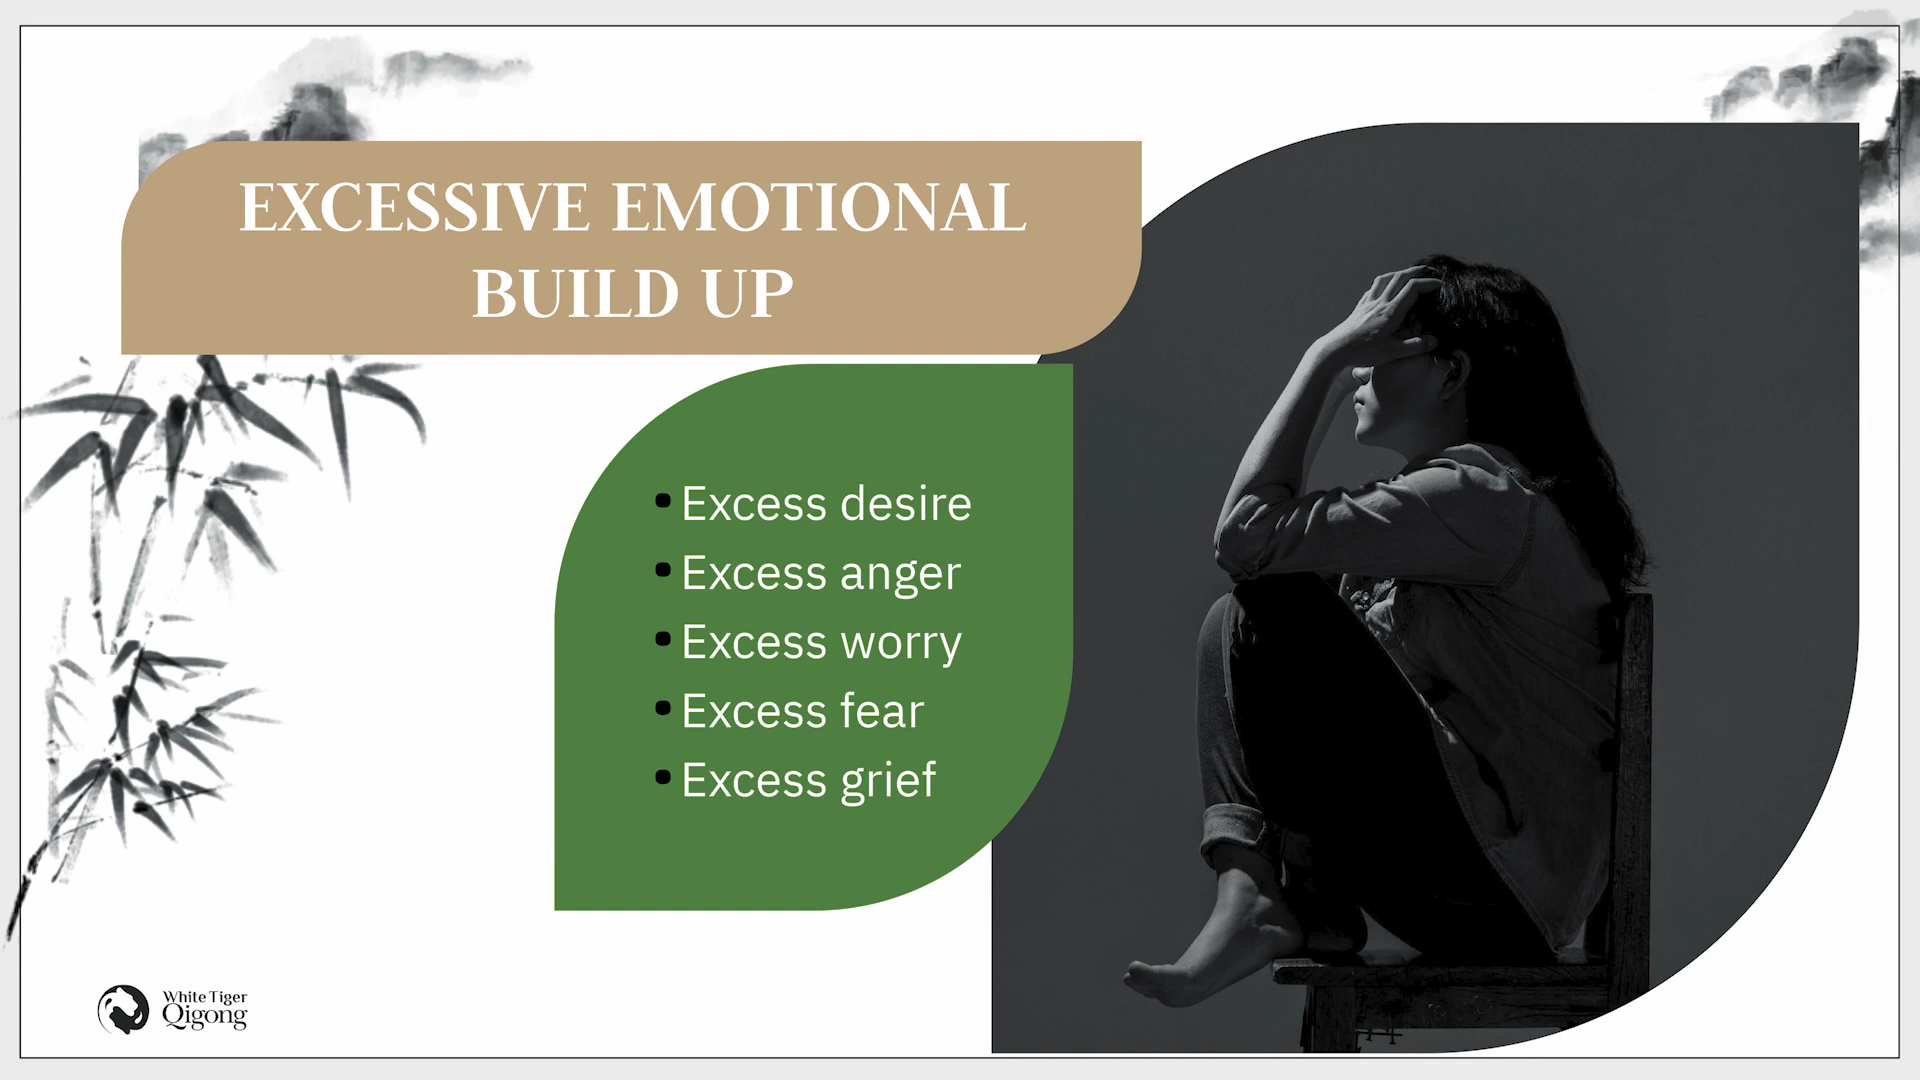 EXCESSIVE EMOTIONAL
BUILD UP
• Excess desire
• Excess anger
• Excess worry
• Excess fear
• Excess grief
White Tiger
Qigong